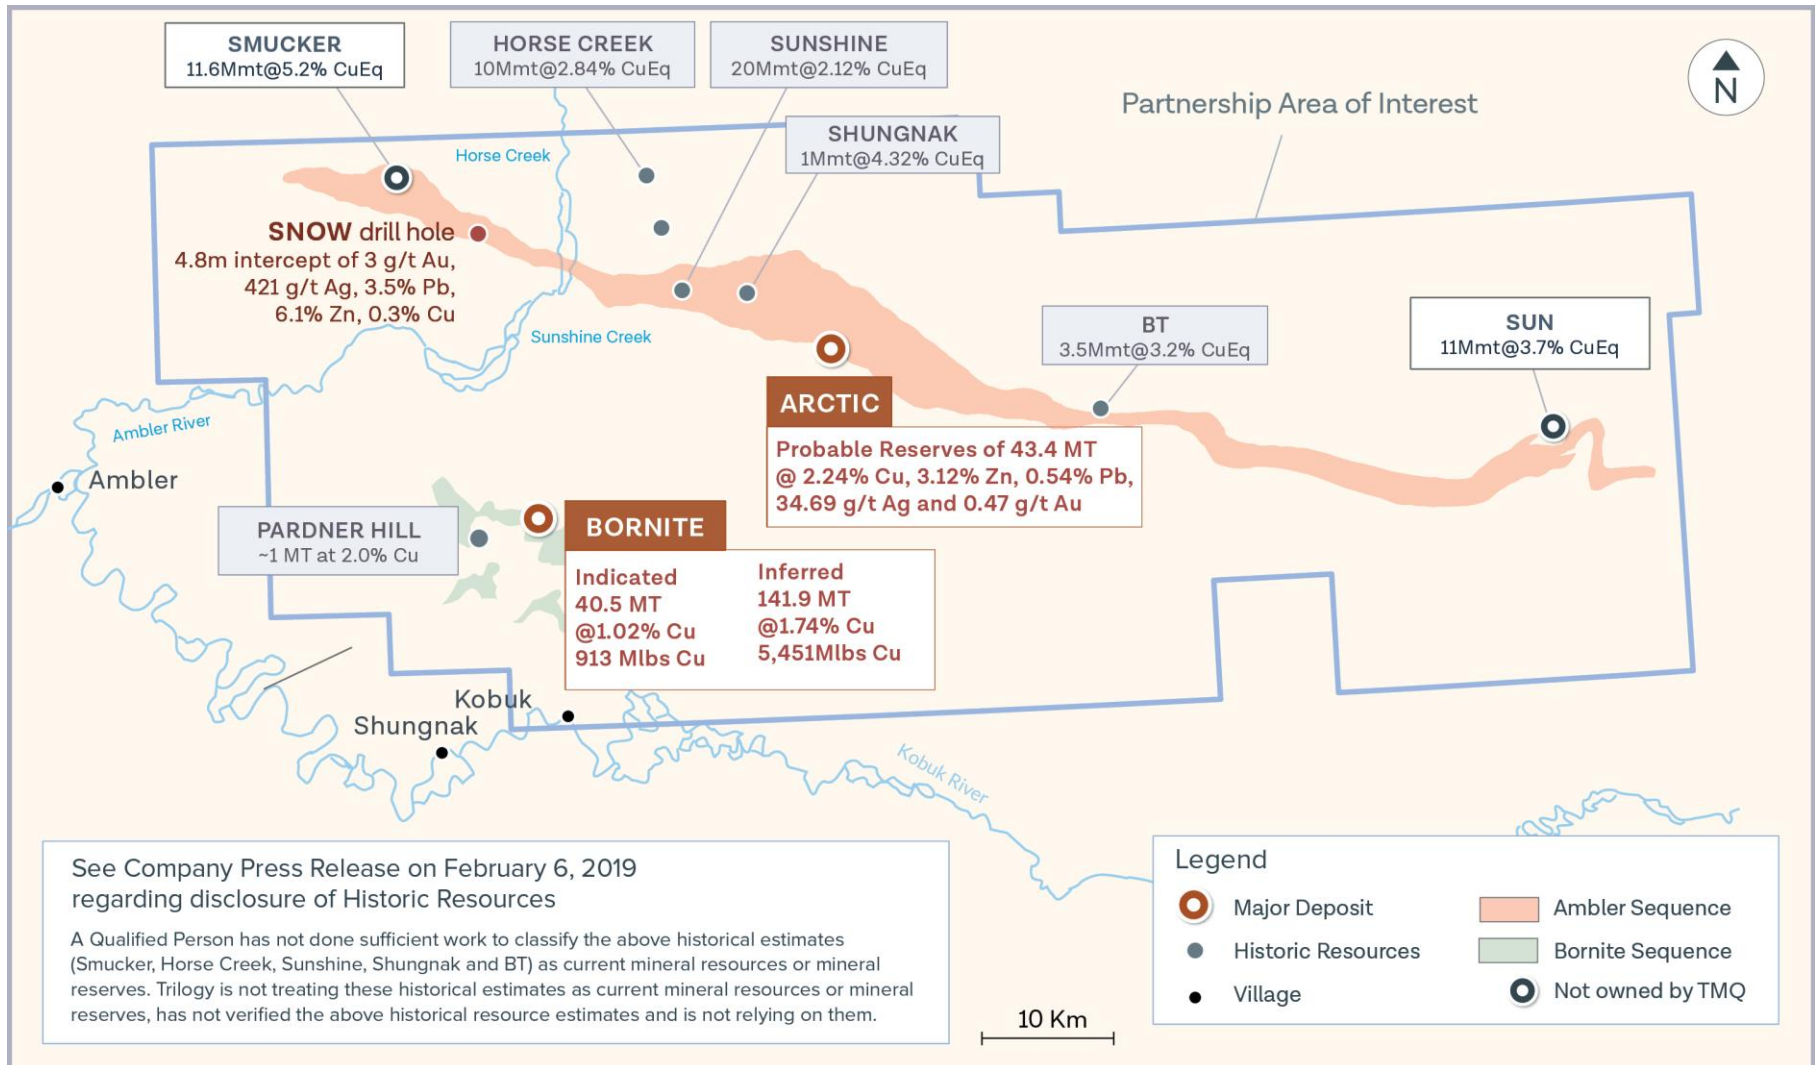 SMUCKER
11.6Mmt@5.2% CuEq
HORSE CREEK
10Mmt@2.84% CuEq
SUNSHINE
20Mmt@2.12% CuEq
N
Partnership Area of Interest
SHUNGNAK
1Mmt@4.32% CuEq
Horse Creek
SNOW drill hole
4.8m intercept of 3 g/t Au,
421 g/t Ag, 3.5% Pb,
6.1% Zn, 0.3% Cu
Sunshine Creek
BT
3.5Mmt@3.2% CuEq
SUN
11Mmt@3.7% CuEq
ARCTIC
Probable Reserves of 43.4 MT
@ 2.24% Cu, 3.12% Zn, 0.54% Pb,
34.69 g/t Ag and 0.47 g/t Au
Ambler River
Ambler
PARDNER HILL
~1 MT at 2.0% Cu
BORNITE
Indicated
40.5 MT
@1.02% Cu
913 Mlbs Cu
Inferred
141.9 MT
@1.74% Cu
5,451Mlbs Cu
Kobuk
Shungnak
Kobuk River
See Company Press Release on February 6, 2019
regarding disclosure of Historic Resources
A Qualified Person has not done sufficient work to classify the above historical estimates
(Smucker, Horse Creek, Sunshine, Shungnak and BT) as current mineral resources or mineral
reserves. Trilogy is not treating these historical estimates as current mineral resources or mineral
reserves, has not verified the above historical resource estimates and is not relying on them.
10 Km
Legend
Major Deposit
Historic Resources
Village
Ambler Sequence
Bornite Sequence
Not owned by TMQ